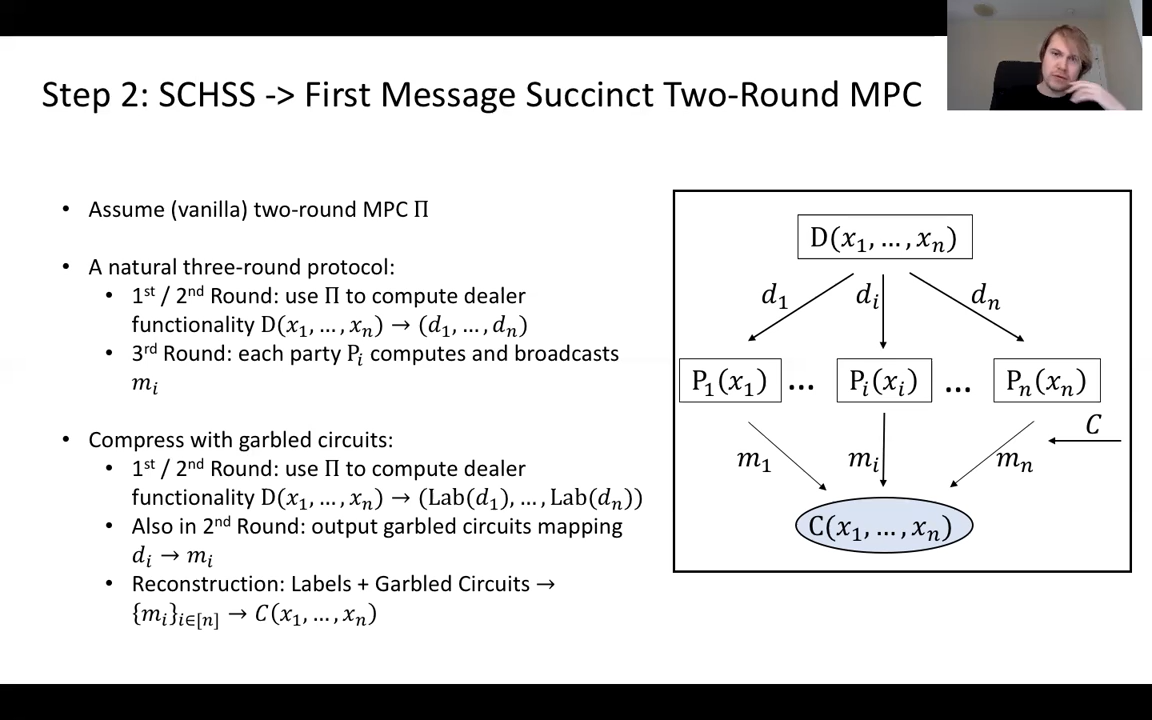 Step 2: SCHSS -> First Message Succinct Two-Round MPC
• Assume (vanilla) two-round MPC Π
• A natural three-round protocol:
• 1st / 2nd Round: use Π to compute dealer
functionality D(x₁, … , xₙ) → (d₁, … , dₙ)
• 3rd Round: each party Pᵢ computes and broadcasts
mᵢ
• Compress with garbled circuits:
• 1st / 2nd Round: use Π to compute dealer
functionality D(x₁, … , xₙ) → (Lab(d₁), … , Lab(dₙ))
• Also in 2nd Round: output garbled circuits mapping
dᵢ → mᵢ
• Reconstruction: Labels + Garbled Circuits →
{mᵢ}ᵢ∈[ₙ] → C(x₁, … , xₙ)
D(x₁, … , xₙ)
d₁ dᵢ dₙ
P₁(x₁) … Pᵢ(xᵢ) … Pₙ(xₙ)
C
m₁ mᵢ mₙ
C(x₁, … , xₙ)